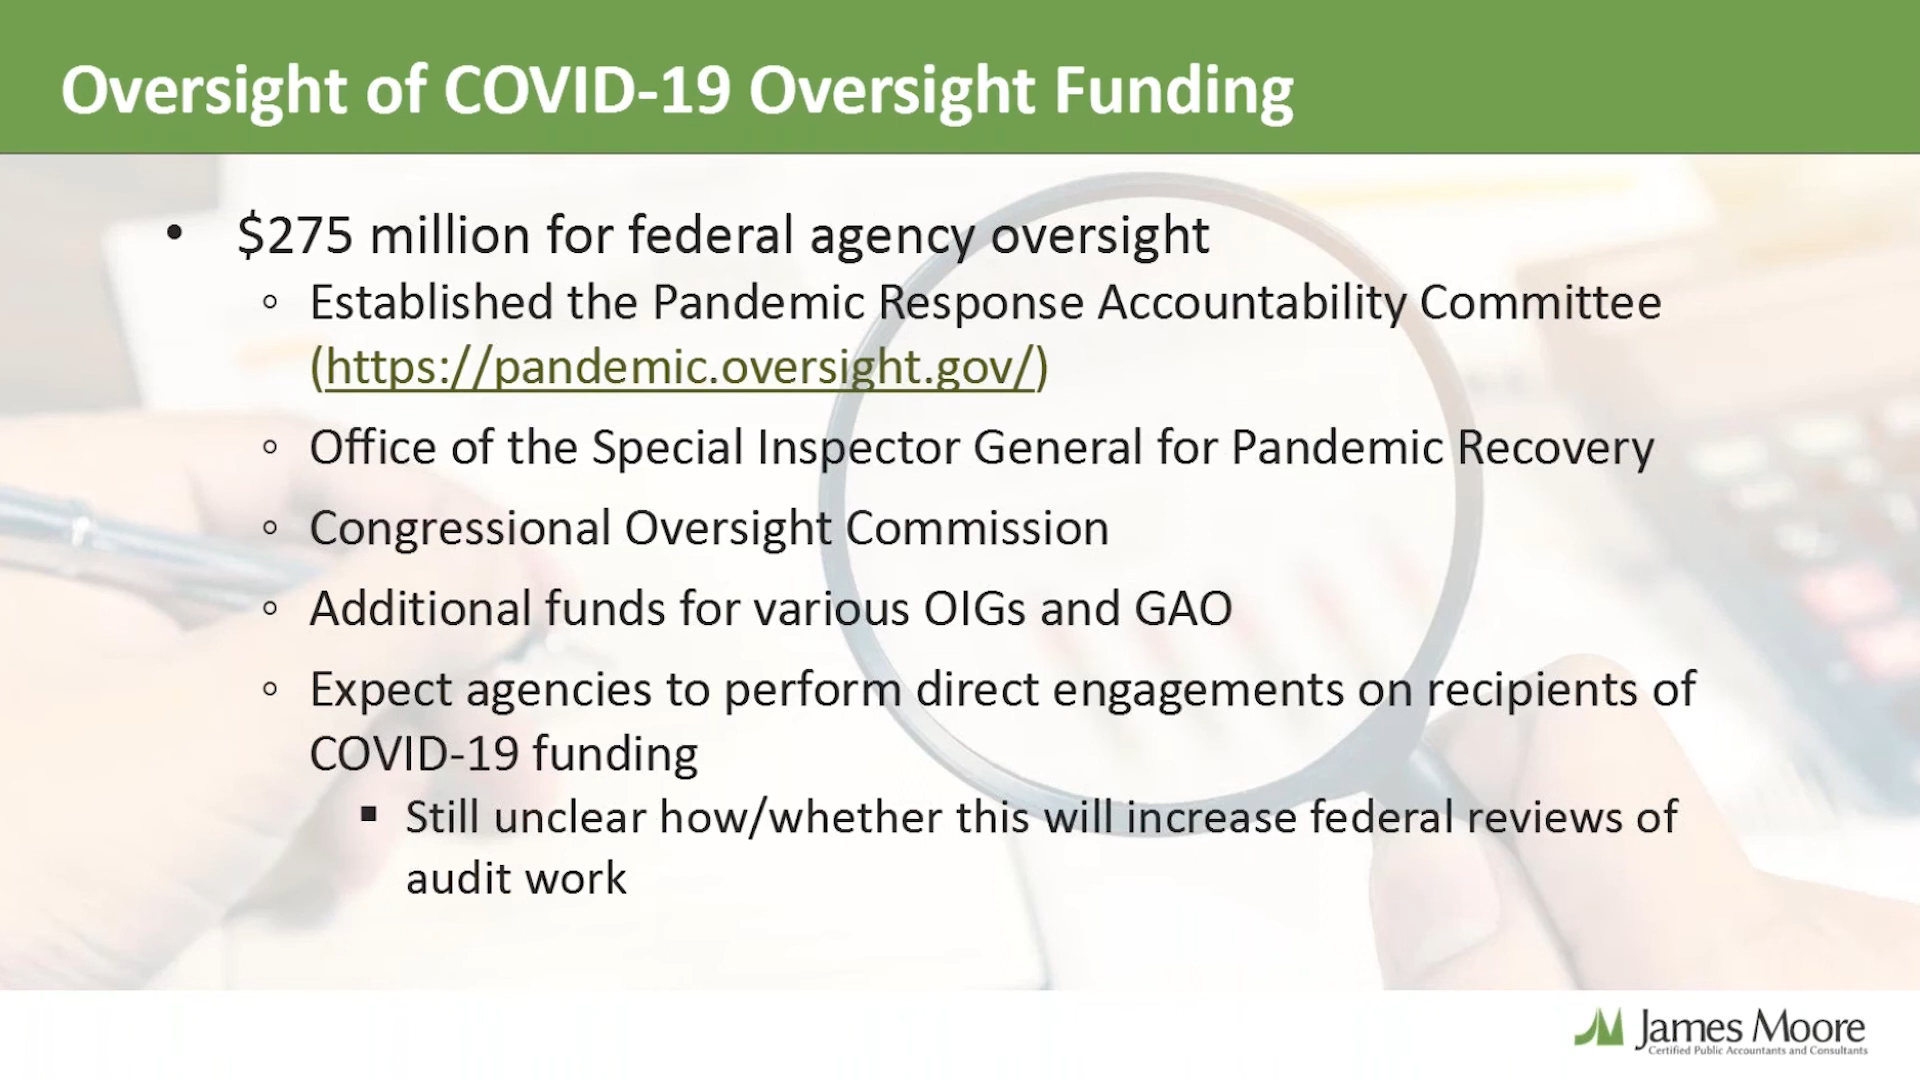 Oversight of COVID-19 Oversight Funding
• $275 million for federal agency oversight
◦ Established the Pandemic Response Accountability Committee
(https://pandemic.oversight.gov/)
◦ Office of the Special Inspector General for Pandemic Recovery
◦ Congressional Oversight Commission
◦ Additional funds for various OIGs and GAO
◦ Expect agencies to perform direct engagements on recipients of
COVID-19 funding
▪ Still unclear how/whether this will increase federal reviews of
audit work
James Moore
Certified Public Accountants and Consultants